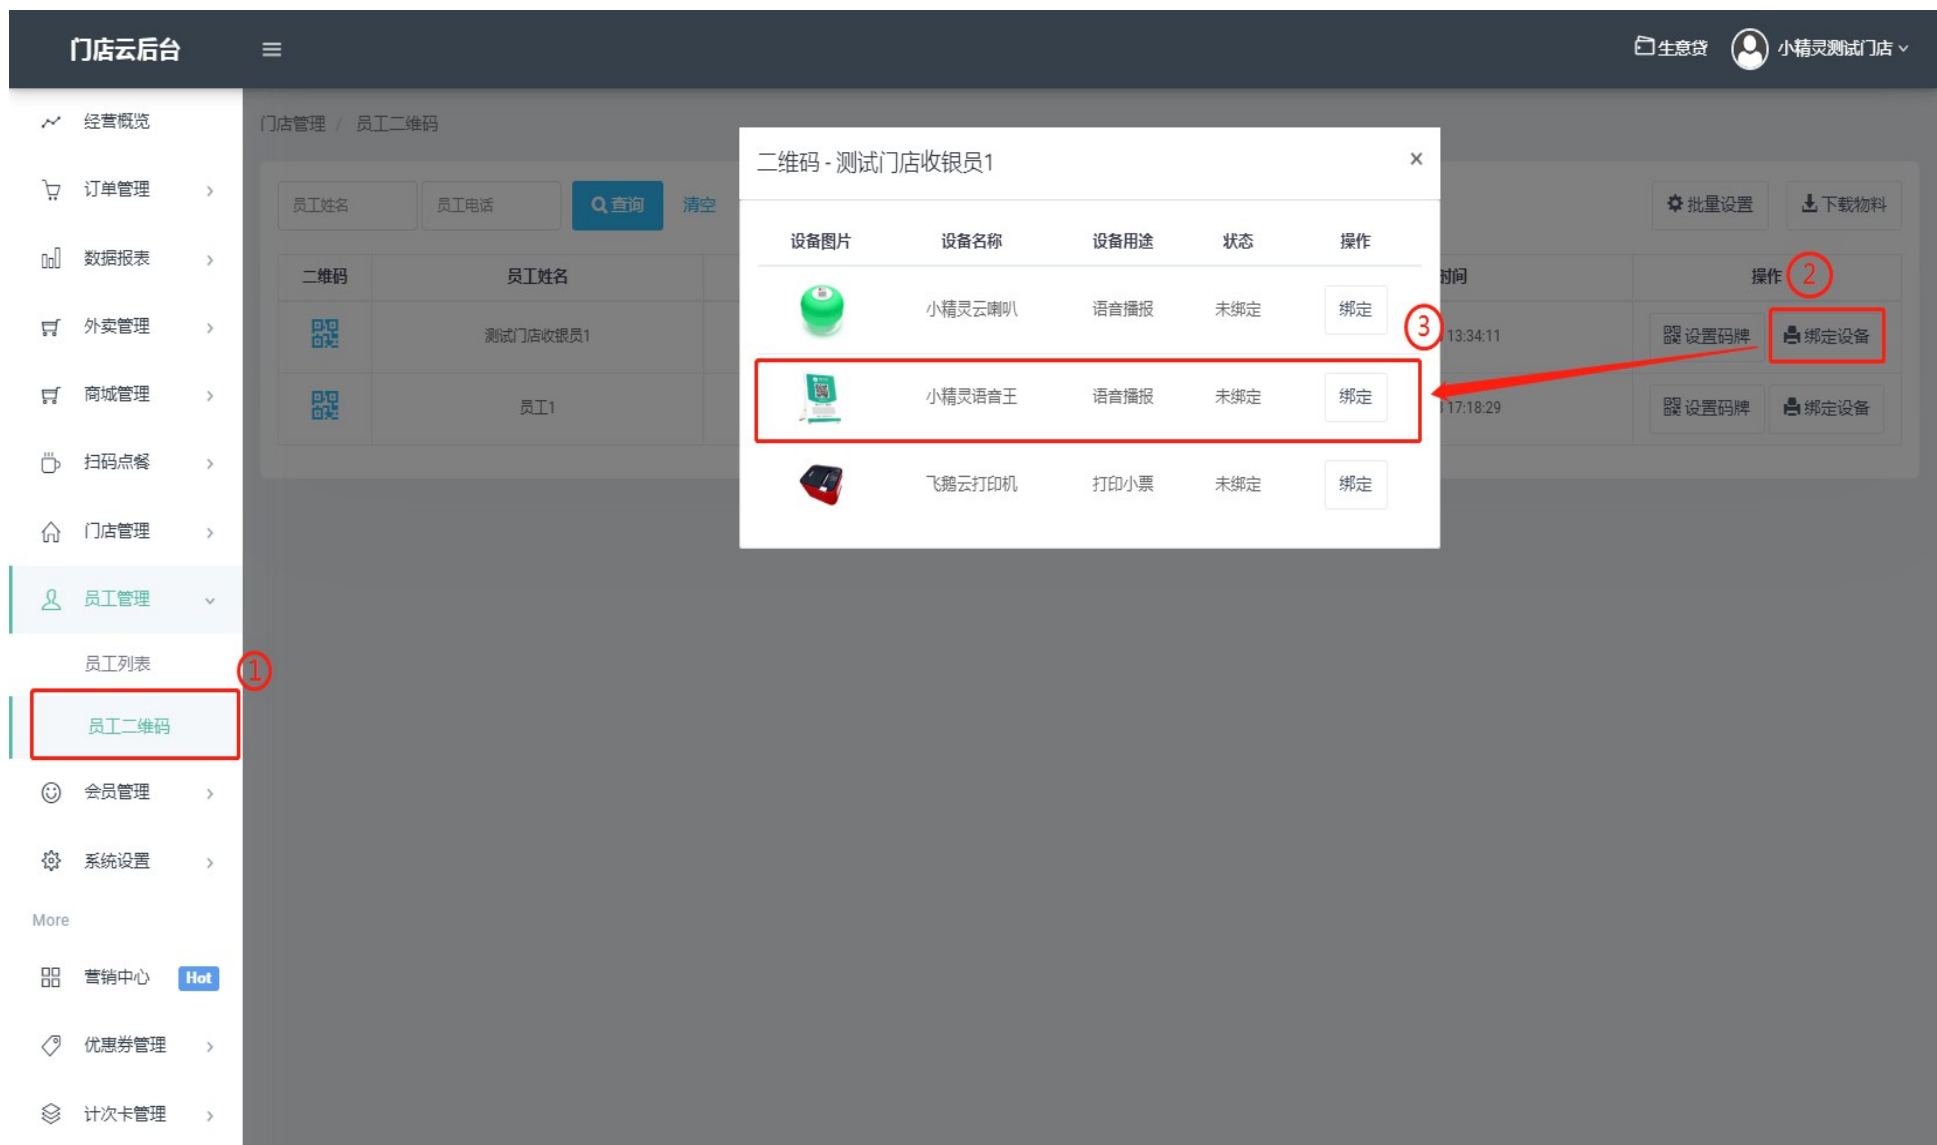 门店云后台
生意贷
小精灵测试门店
经营概览
订单管理
数据报表
外卖管理
商城管理
扫码点餐
门店管理
员工管理
员工列表
①
员工二维码
会员管理
系统设置
More
营销中心 Hot
优惠券管理
计次卡管理
门店管理 / 员工二维码
员工姓名 员工电话 查询 清空
批量设置 下载物料
二维码 员工姓名 时间 操作 ②
测试门店收银员1 13:34:11 设置码牌 绑定设备
员工1 17:18:29 设置码牌 绑定设备
二维码 - 测试门店收银员1 ×
设备图片 设备名称 设备用途 状态 操作
小精灵云喇叭 语音播报 未绑定 绑定
③
小精灵语音王 语音播报 未绑定 绑定
飞鹅云打印机 打印小票 未绑定 绑定